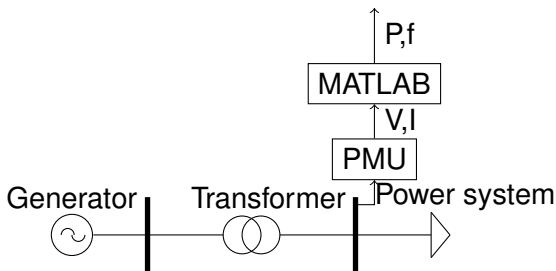 P,f
MATLAB
V,I
PMU
Generator
Transformer
Power system